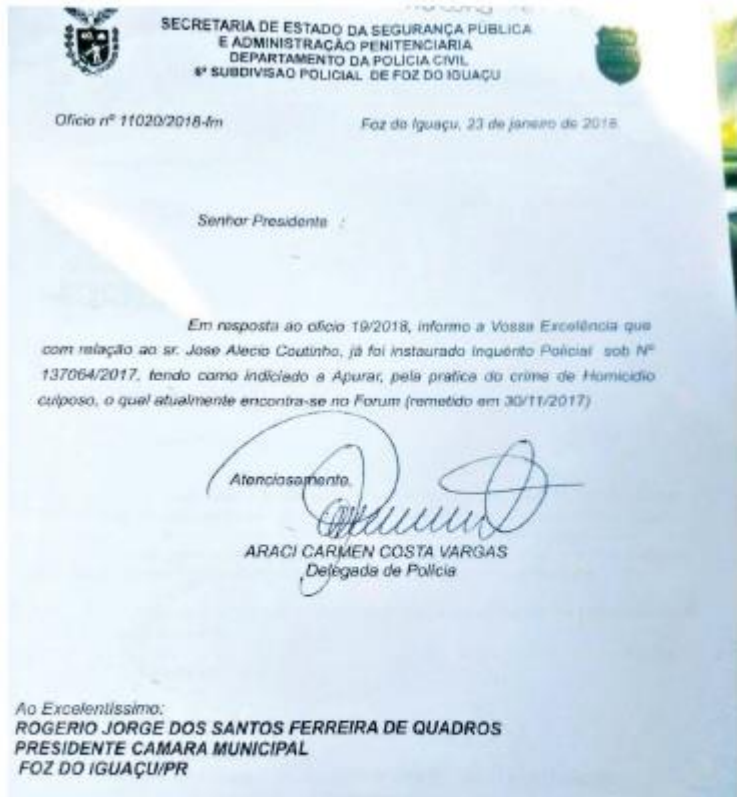 SECRETARIA DE ESTADO DA SEGURANÇA PÚBLICA
E ADMINISTRAÇÃO PENITENCIARIA
DEPARTAMENTO DA POLÍCIA CIVIL
6ª SUBDIVISAO POLICIAL DE FOZ DO IGUAÇU
Oficio nº 11020/2018-fm
Foz do Iguaçu, 23 de janeiro de 2018.
Senhor Presidente :
Em resposta ao oficio 19/2018, informo a Vossa Excelência que
com relação ao sr. Jose Alecio Coutinho, já foi instaurado Inquérito Policial sob Nº
137064/2017, tendo como indiciado a Apurar, pela pratica do crime de Homicidio
culposo, o qual atualmente encontra-se no Forum (remetido em 30/11/2017)
Atenciosamente,
ARACI CARMEN COSTA VARGAS
Delegada de Polícia
Ao Excelentíssimo:
ROGERIO JORGE DOS SANTOS FERREIRA DE QUADROS
PRESIDENTE CAMARA MUNICIPAL
FOZ DO IGUAÇU/PR